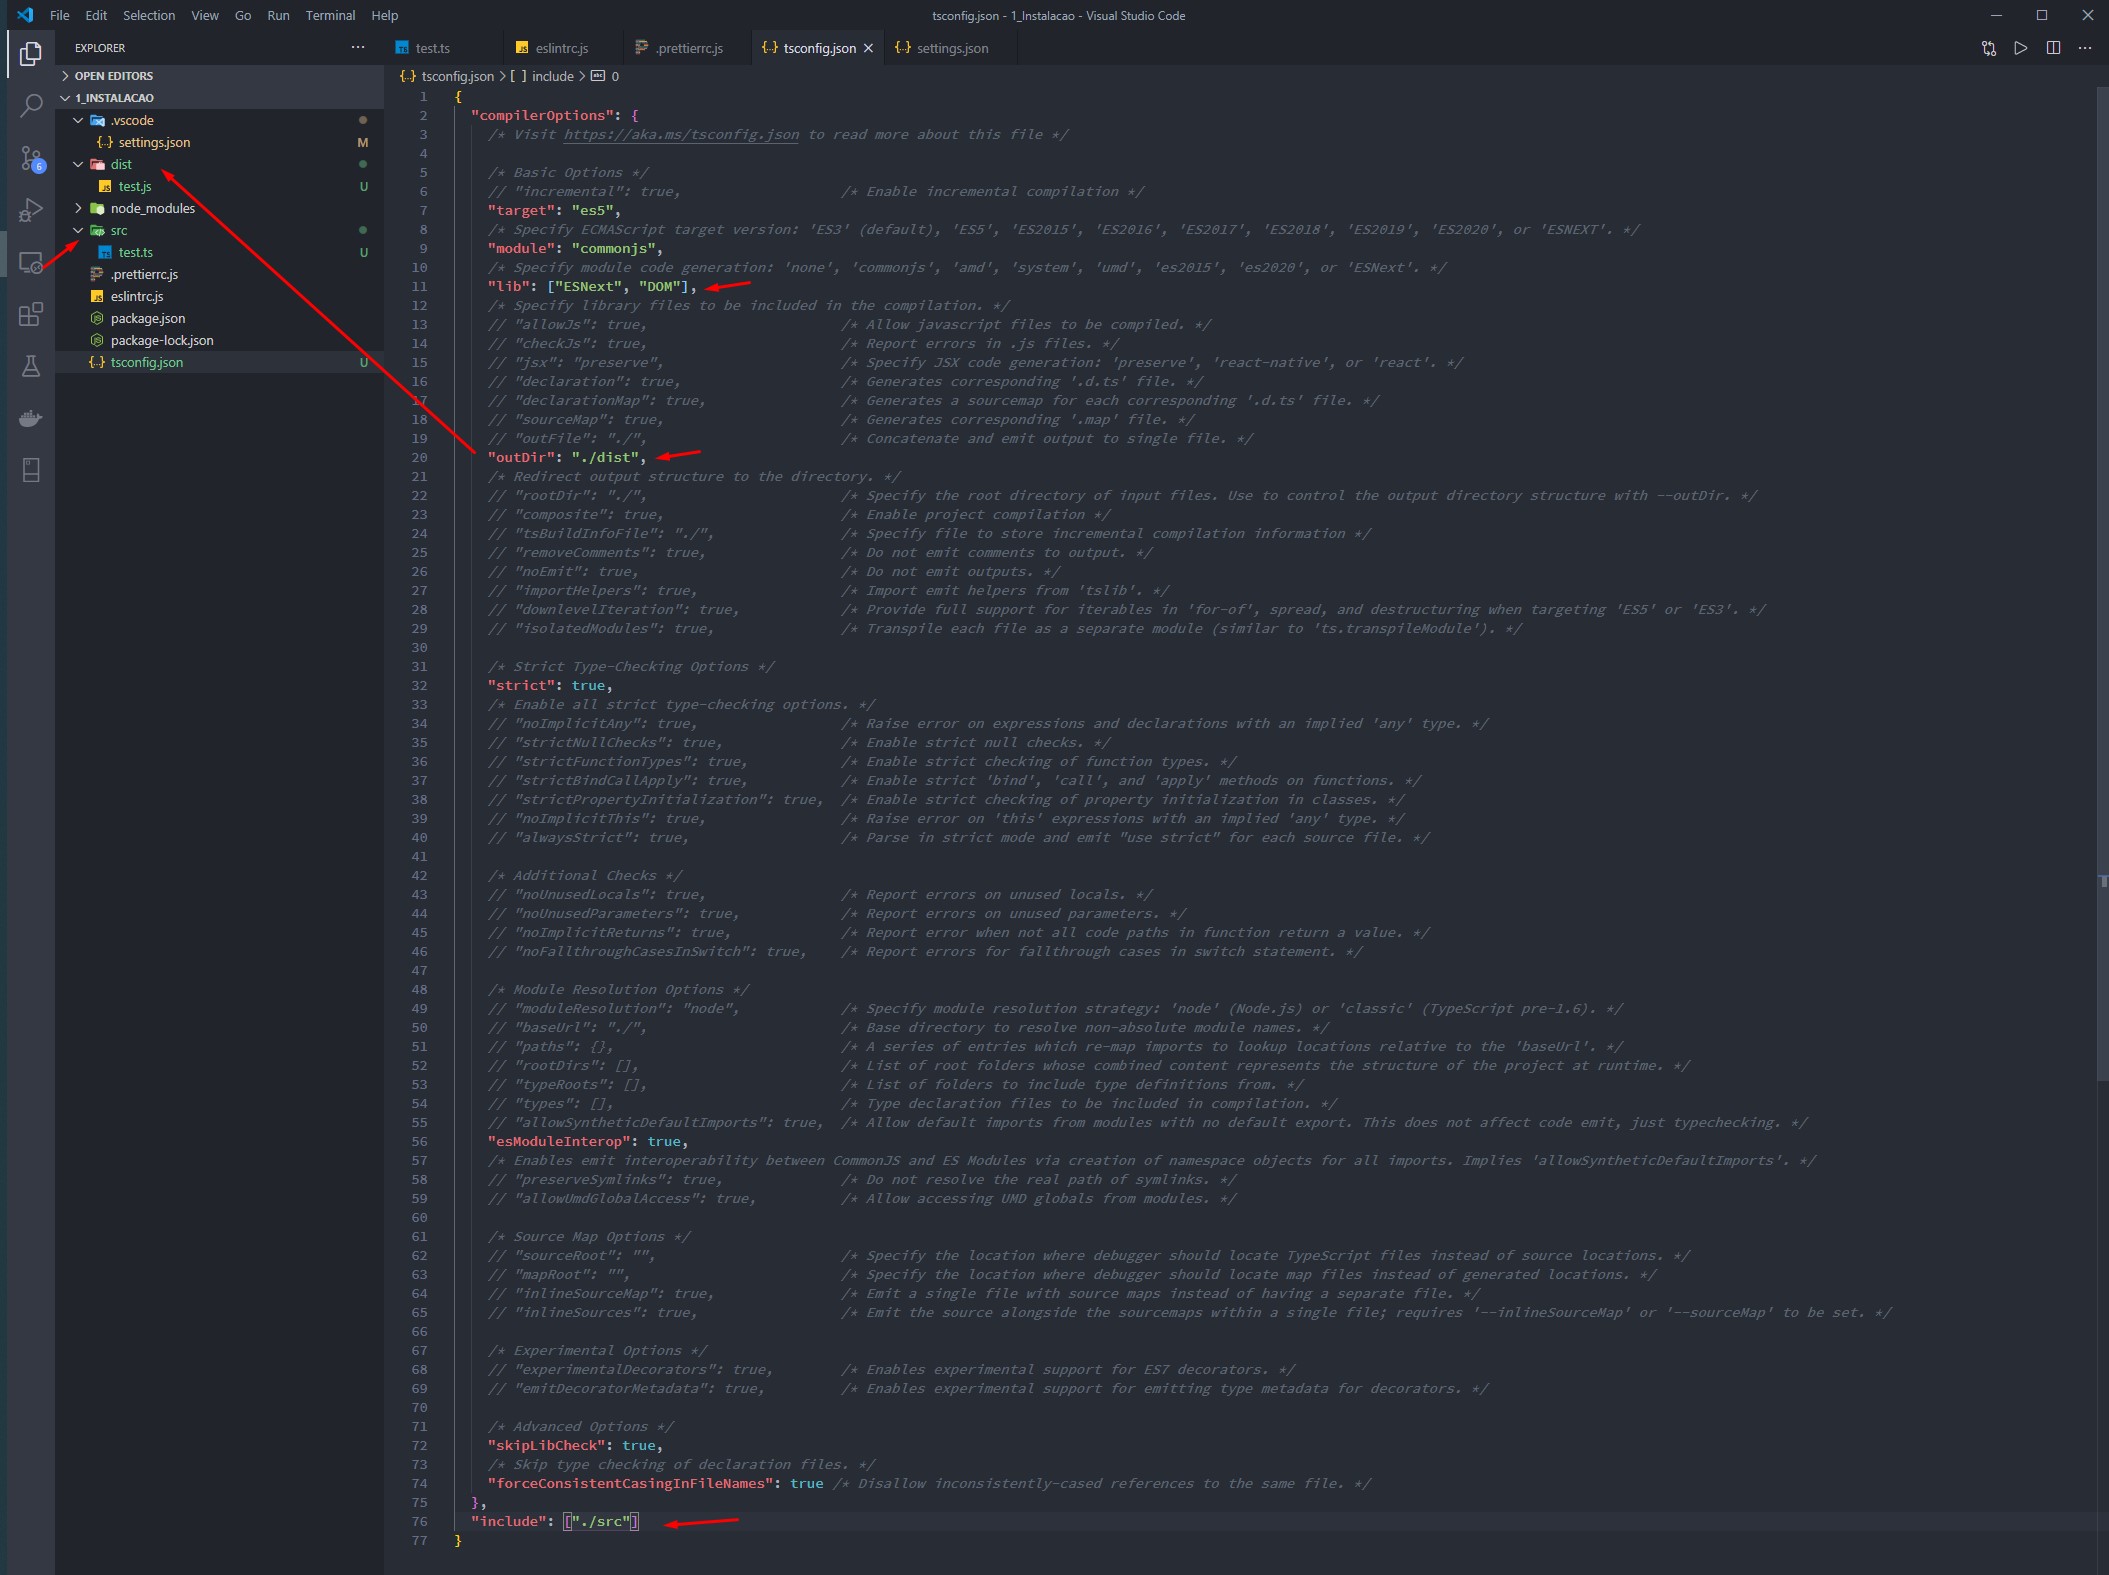 File Edit Selection View Go Run Terminal Help
tsconfig.json - 1_Instalacao - Visual Studio Code
EXPLORER
OPEN EDITORS
1_INSTALACAO
.vscode
settings.json M
dist
test.js U
node_modules
src
test.ts U
.prettierrc.js
eslintrc.js
package.json
package-lock.json
tsconfig.json U
6
test.ts eslintrc.js .prettierrc.js tsconfig.json settings.json
tsconfig.json > [ ] include > abc 0
1 {
2 "compilerOptions": {
3 /* Visit https://aka.ms/tsconfig.json to read more about this file */
4
5 /* Basic Options */
6 // "incremental": true, /* Enable incremental compilation */
7 "target": "es5",
8 /* Specify ECMAScript target version: 'ES3' (default), 'ES5', 'ES2015', 'ES2016', 'ES2017', 'ES2018', 'ES2019', 'ES2020', or 'ESNEXT'. */
9 "module": "commonjs",
10 /* Specify module code generation: 'none', 'commonjs', 'amd', 'system', 'umd', 'es2015', 'es2020', or 'ESNext'. */
11 "lib": ["ESNext", "DOM"],
12 /* Specify library files to be included in the compilation. */
13 // "allowJs": true, /* Allow javascript files to be compiled. */
14 // "checkJs": true, /* Report errors in .js files. */
15 // "jsx": "preserve", /* Specify JSX code generation: 'preserve', 'react-native', or 'react'. */
16 // "declaration": true, /* Generates corresponding '.d.ts' file. */
17 // "declarationMap": true, /* Generates a sourcemap for each corresponding '.d.ts' file. */
18 // "sourceMap": true, /* Generates corresponding '.map' file. */
19 // "outFile": "./", /* Concatenate and emit output to single file. */
20 "outDir": "./dist",
21 /* Redirect output structure to the directory. */
22 // "rootDir": "./", /* Specify the root directory of input files. Use to control the output directory structure with --outDir. */
23 // "composite": true, /* Enable project compilation */
24 // "tsBuildInfoFile": "./", /* Specify file to store incremental compilation information */
25 // "removeComments": true, /* Do not emit comments to output. */
26 // "noEmit": true, /* Do not emit outputs. */
27 // "importHelpers": true, /* Import emit helpers from 'tslib'. */
28 // "downlevelIteration": true, /* Provide full support for iterables in 'for-of', spread, and destructuring when targeting 'ES5' or 'ES3'. */
29 // "isolatedModules": true, /* Transpile each file as a separate module (similar to 'ts.transpileModule'). */
30
31 /* Strict Type-Checking Options */
32 "strict": true,
33 /* Enable all strict type-checking options. */
34 // "noImplicitAny": true, /* Raise error on expressions and declarations with an implied 'any' type. */
35 // "strictNullChecks": true, /* Enable strict null checks. */
36 // "strictFunctionTypes": true, /* Enable strict checking of function types. */
37 // "strictBindCallApply": true, /* Enable strict 'bind', 'call', and 'apply' methods on functions. */
38 // "strictPropertyInitialization": true, /* Enable strict checking of property initialization in classes. */
39 // "noImplicitThis": true, /* Raise error on 'this' expressions with an implied 'any' type. */
40 // "alwaysStrict": true, /* Parse in strict mode and emit "use strict" for each source file. */
41
42 /* Additional Checks */
43 // "noUnusedLocals": true, /* Report errors on unused locals. */
44 // "noUnusedParameters": true, /* Report errors on unused parameters. */
45 // "noImplicitReturns": true, /* Report error when not all code paths in function return a value. */
46 // "noFallthroughCasesInSwitch": true, /* Report errors for fallthrough cases in switch statement. */
47
48 /* Module Resolution Options */
49 // "moduleResolution": "node", /* Specify module resolution strategy: 'node' (Node.js) or 'classic' (TypeScript pre-1.6). */
50 // "baseUrl": "./", /* Base directory to resolve non-absolute module names. */
51 // "paths": {}, /* A series of entries which re-map imports to lookup locations relative to the 'baseUrl'. */
52 // "rootDirs": [], /* List of root folders whose combined content represents the structure of the project at runtime. */
53 // "typeRoots": [], /* List of folders to include type definitions from. */
54 // "types": [], /* Type declaration files to be included in compilation. */
55 // "allowSyntheticDefaultImports": true, /* Allow default imports from modules with no default export. This does not affect code emit, just typechecking. */
56 "esModuleInterop": true,
57 /* Enables emit interoperability between CommonJS and ES Modules via creation of namespace objects for all imports. Implies 'allowSyntheticDefaultImports'. */
58 // "preserveSymlinks": true, /* Do not resolve the real path of symlinks. */
59 // "allowUmdGlobalAccess": true, /* Allow accessing UMD globals from modules. */
60
61 /* Source Map Options */
62 // "sourceRoot": "", /* Specify the location where debugger should locate TypeScript files instead of source locations. */
63 // "mapRoot": "", /* Specify the location where debugger should locate map files instead of generated locations. */
64 // "inlineSourceMap": true, /* Emit a single file with source maps instead of having a separate file. */
65 // "inlineSources": true, /* Emit the source alongside the sourcemaps within a single file; requires '--inlineSourceMap' or '--sourceMap' to be set. */
66
67 /* Experimental Options */
68 // "experimentalDecorators": true, /* Enables experimental support for ES7 decorators. */
69 // "emitDecoratorMetadata": true, /* Enables experimental support for emitting type metadata for decorators. */
70
71 /* Advanced Options */
72 "skipLibCheck": true,
73 /* Skip type checking of declaration files. */
74 "forceConsistentCasingInFileNames": true /* Disallow inconsistently-cased references to the same file. */
75 },
76 "include": ["./src"]
77 }